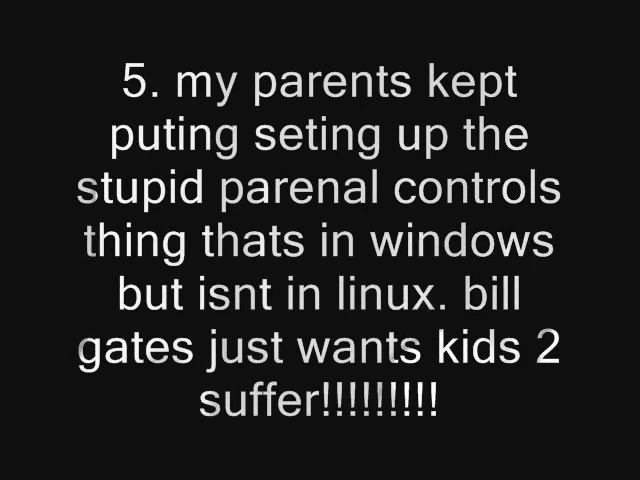 5. my parents kept
puting seting up the
stupid parenal controls
thing thats in windows
but isnt in linux. bill
gates just wants kids 2
suffer!!!!!!!!!